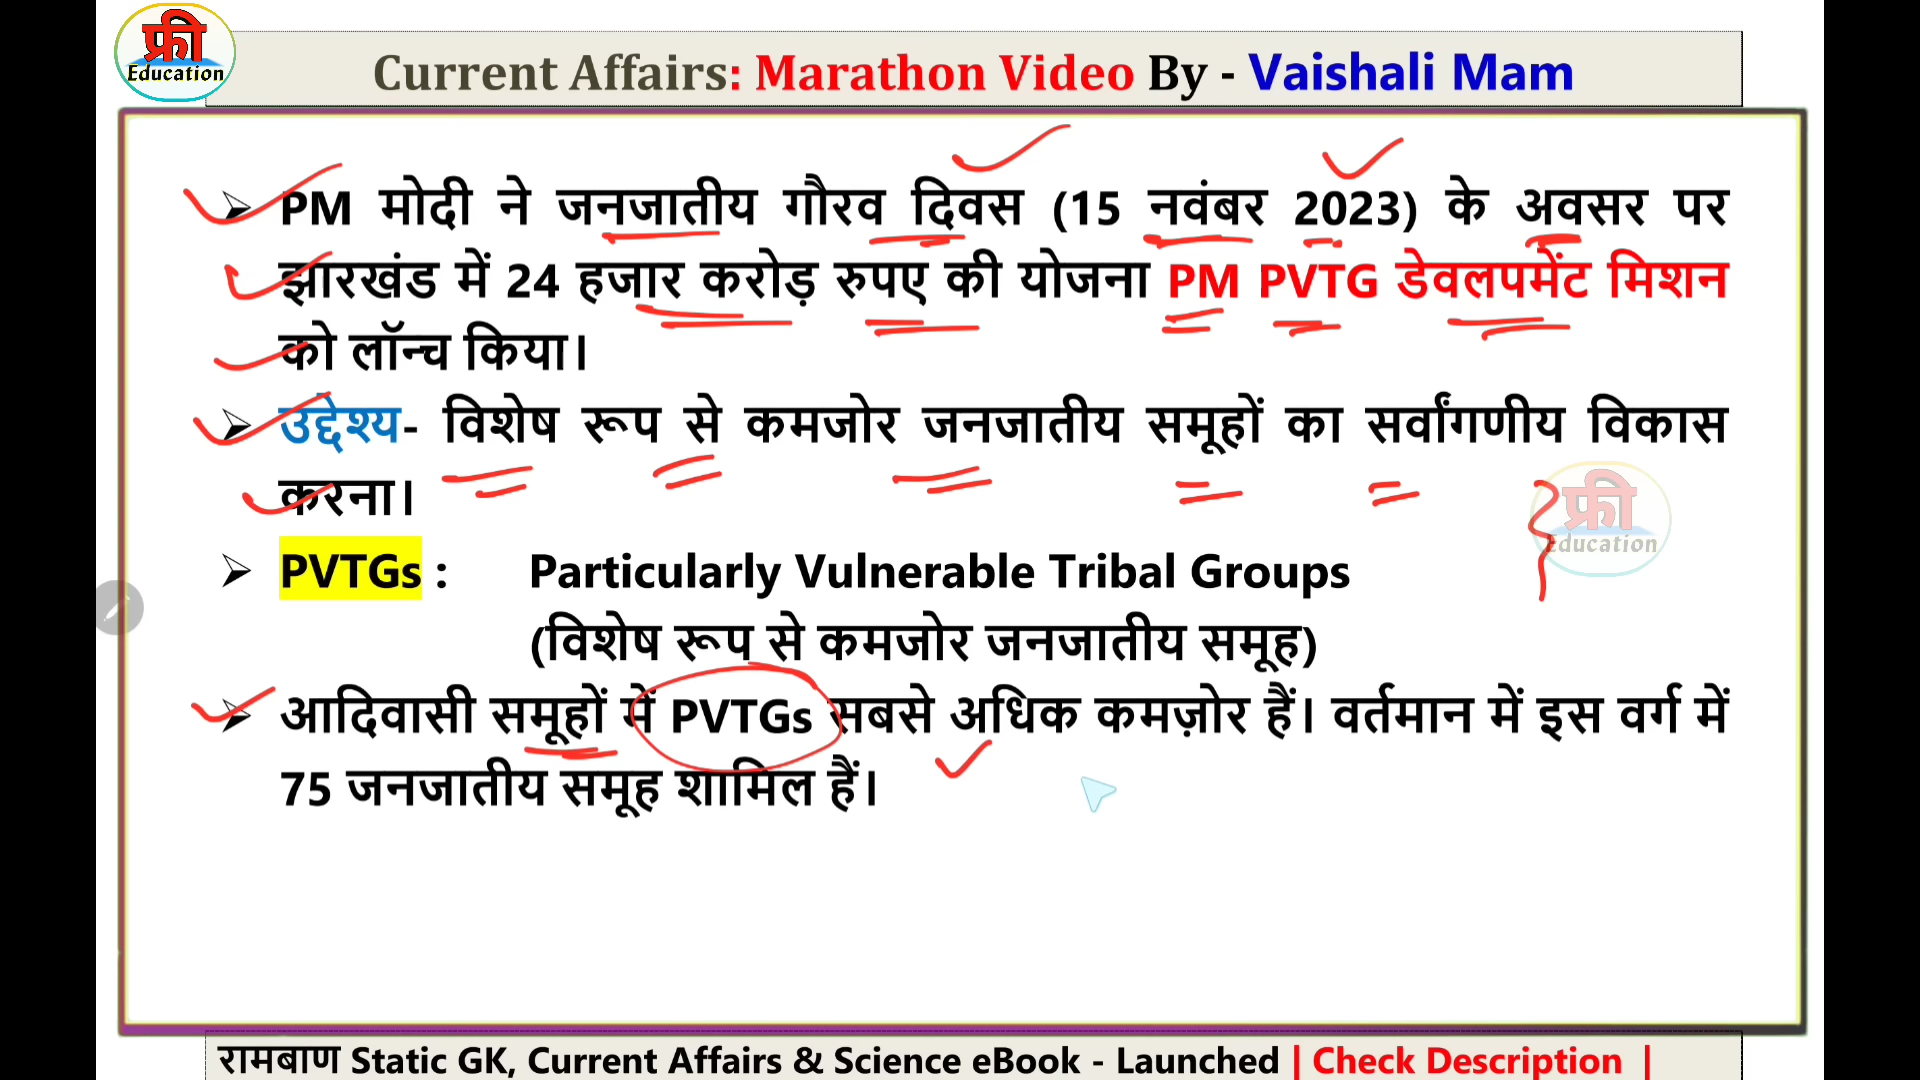 फ्री
Education
Current Affairs: Marathon Video By - Vaishali Mam
➢ PM मोदी ने जनजातीय गौरव दिवस (15 नवंबर 2023) के अवसर पर
झारखंड में 24 हजार करोड़ रुपए की योजना PM PVTG डेवलपमेंट मिशन
को लॉन्च किया।
➢ उद्देश्य- विशेष रूप से कमजोर जनजातीय समूहों का सर्वांगणीय विकास
करना।
फ्री
Education
➢ PVTGs : Particularly Vulnerable Tribal Groups
(विशेष रूप से कमजोर जनजातीय समूह)
➢ आदिवासी समूहों में PVTGs सबसे अधिक कमज़ोर हैं। वर्तमान में इस वर्ग में
75 जनजातीय समूह शामिल हैं।
रामबाण Static GK, Current Affairs & Science eBook - Launched | Check Description |